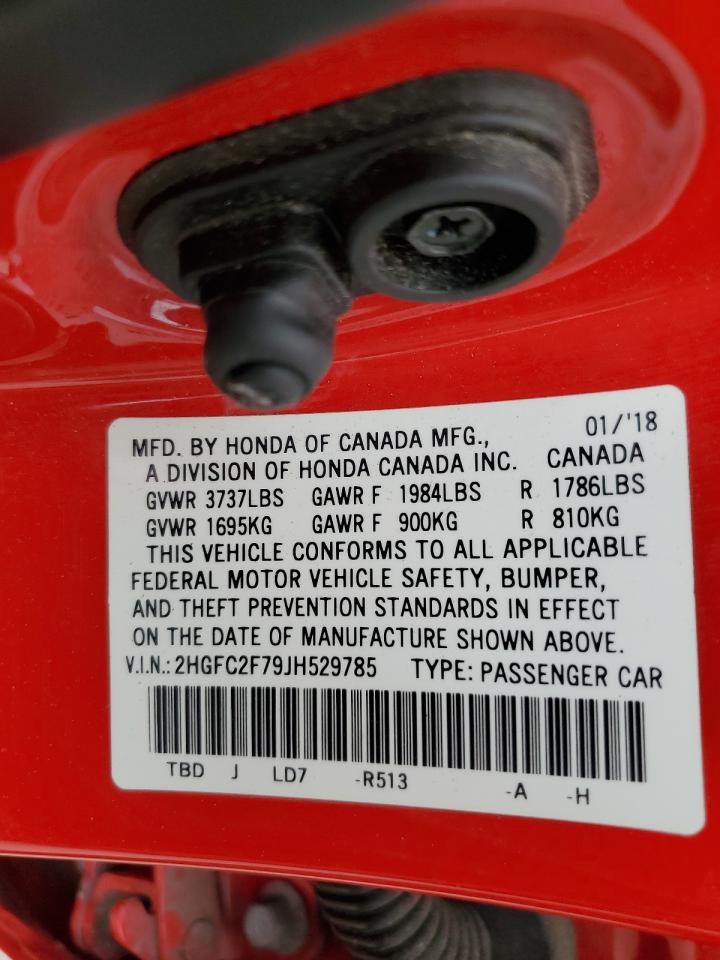 01/'18
MFD. BY HONDA OF CANADA MFG.,
A DIVISION OF HONDA CANADA INC. CANADA
GVWR 3737LBS GAWR F 1984LBS R 1786LBS
GVWR 1695KG GAWR F 900KG R 810KG
THIS VEHICLE CONFORMS TO ALL APPLICABLE
FEDERAL MOTOR VEHICLE SAFETY, BUMPER,
AND THEFT PREVENTION STANDARDS IN EFFECT
ON THE DATE OF MANUFACTURE SHOWN ABOVE.
V.I.N.: 2HGFC2F79JH529785 TYPE: PASSENGER CAR
TBD J LD7 -R513 -A -H